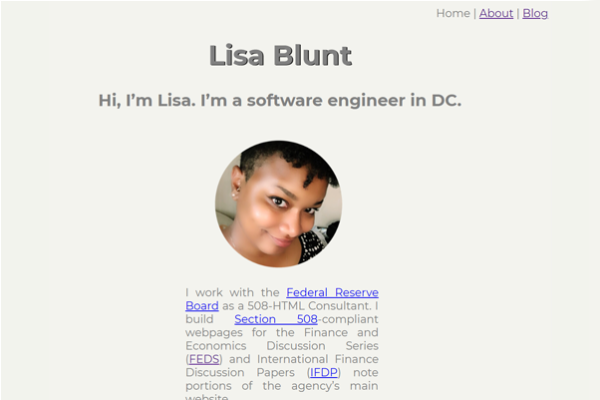 Home | About | Blog
Lisa Blunt
Hi, I’m Lisa. I’m a software engineer in DC.
I work with the Federal Reserve
Board as a 508-HTML Consultant. I
build Section 508-compliant
webpages for the Finance and
Economics Discussion Series
(FEDS) and International Finance
Discussion Papers (IFDP) note
portions of the agency’s main
website